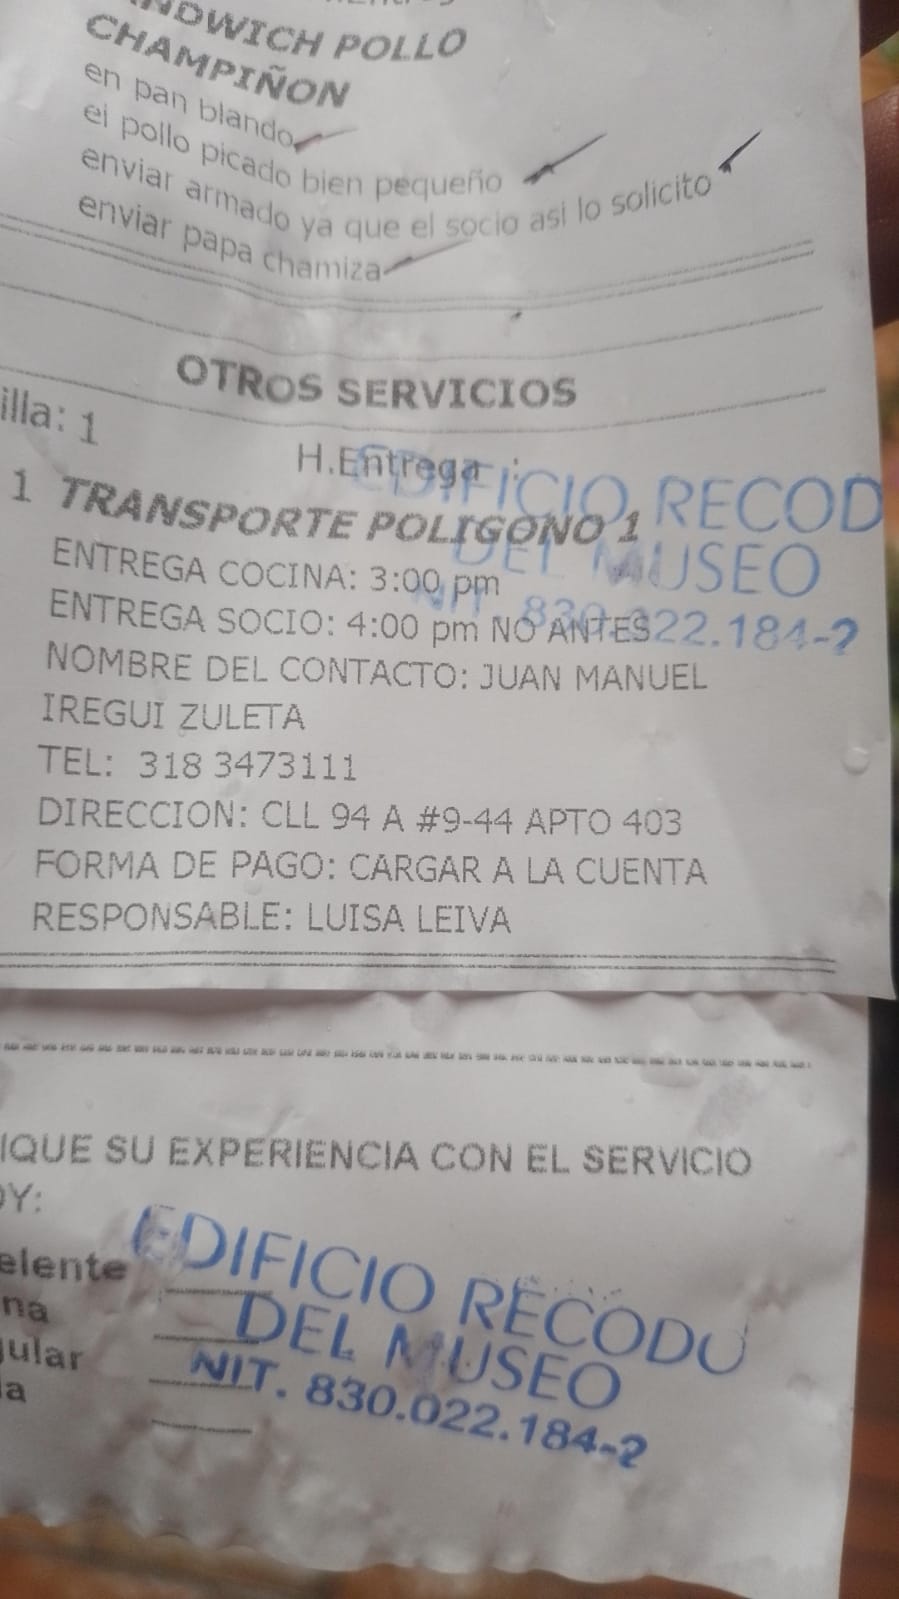 NDWICH POLLO
CHAMPIÑON
en pan blando
el pollo picado bien pequeño
enviar armado ya que el socio asi lo solicito
enviar papa chamiza
OTROS SERVICIOS
illa: 1
H.Entrega :
1 TRANSPORTE POLIGONO 1
ENTREGA COCINA: 3:00 pm
ENTREGA SOCIO: 4:00 pm NO ANTES
NOMBRE DEL CONTACTO: JUAN MANUEL
IREGUI ZULETA
TEL: 318 3473111
DIRECCION: CLL 94 A #9-44 APTO 403
FORMA DE PAGO: CARGAR A LA CUENTA
RESPONSABLE: LUISA LEIVA
EDIFICIO RECOD
DEL MUSEO
NIT. 830.022.184-2
IQUE SU EXPERIENCIA CON EL SERVICIO
OY:
elente
na
gular
la
EDIFICIO RECODO
DEL MUSEO
NIT. 830.022.184-2